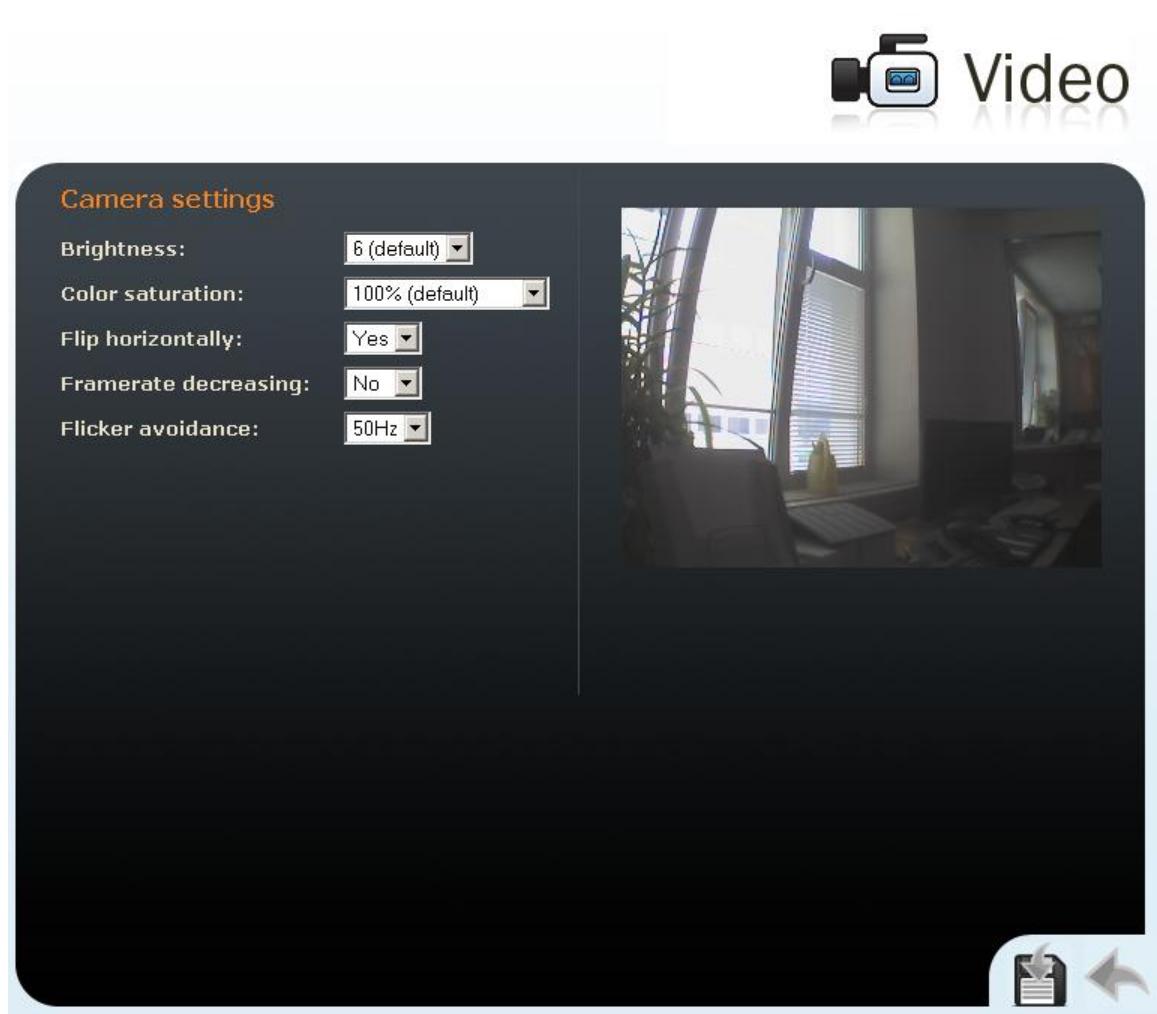 Video
Camera settings
Brightness: 6 (default)
Color saturation: 100% (default)
Flip horizontally: Yes
Framerate decreasing: No
Flicker avoidance: 50Hz